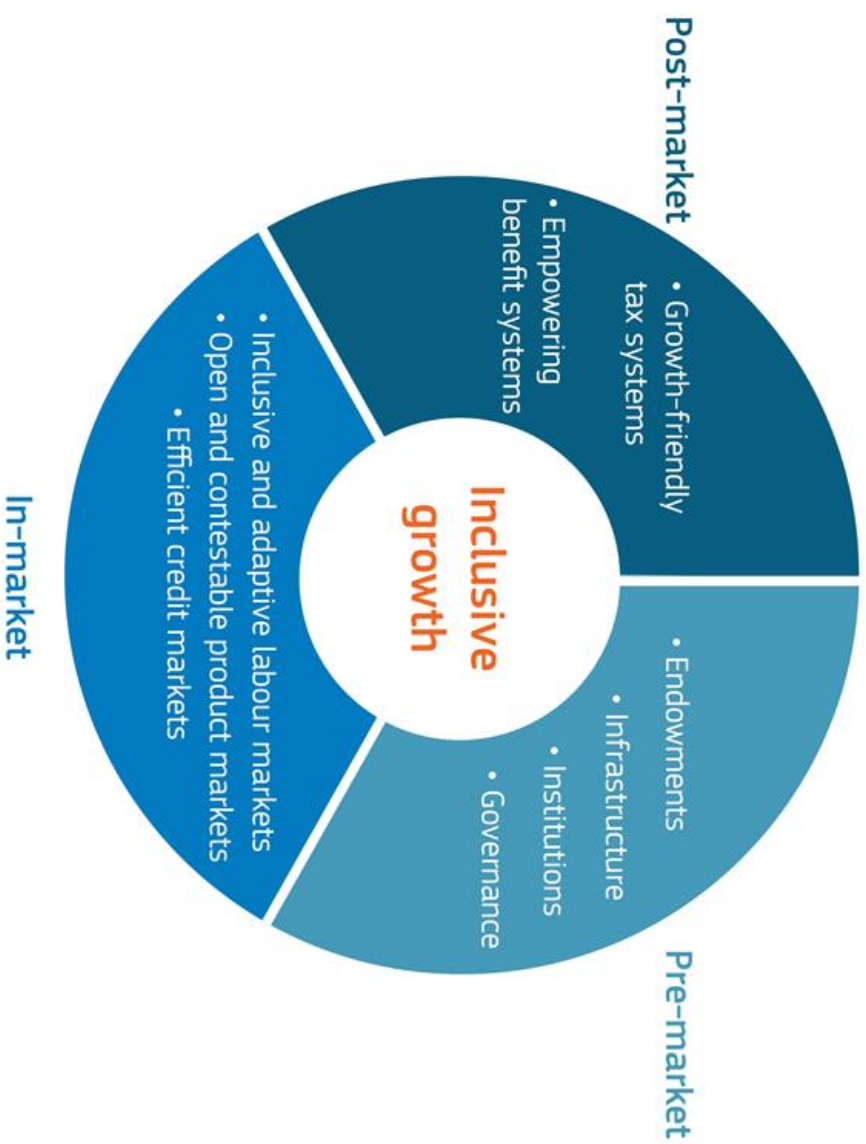 Post-market
Pre-market
• Growth-friendly
tax systems
• Empowering
benefit systems
• Endowments
• Infrastructure
• Institutions
• Governance
Inclusive
growth
• Inclusive and adaptive labour markets
• Open and contestable product markets
• Efficient credit markets
In-market